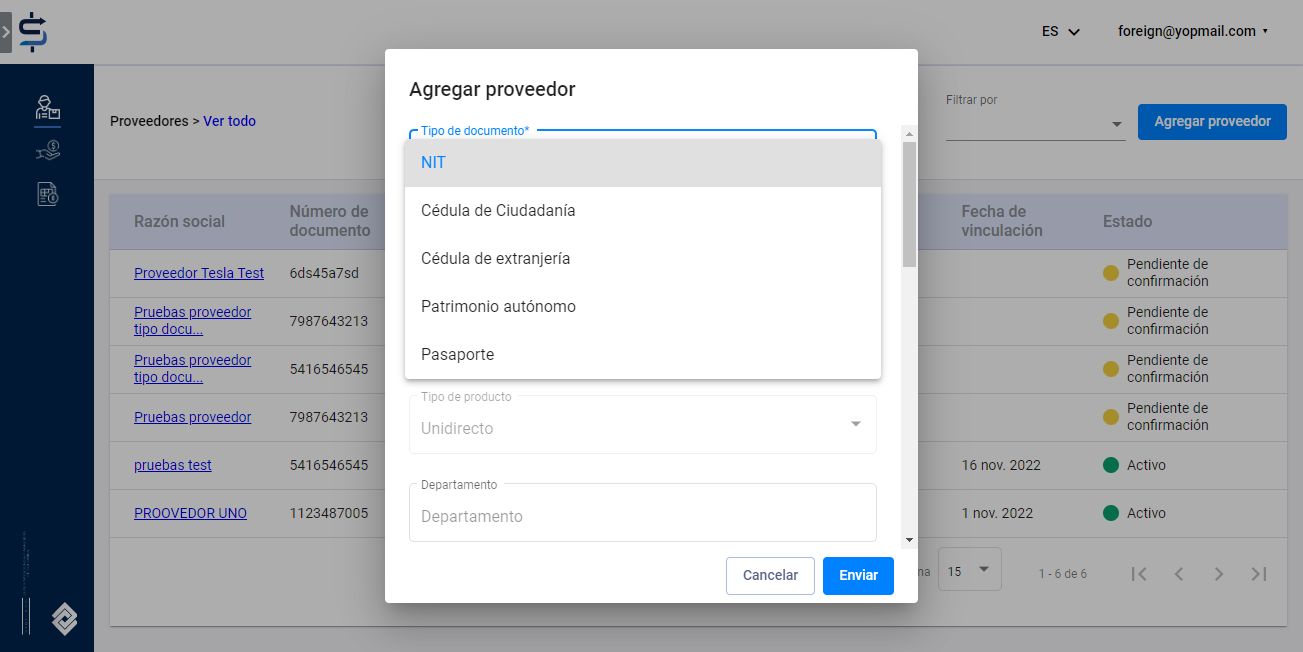 ES
foreign@yopmail.com
Proveedores > Ver todo
Filtrar por
Agregar proveedor
Razón social
Número de
documento
Fecha de
vinculación
Estado
Proveedor Tesla Test
6ds45a7sd
Pendiente de
confirmación
Pruebas proveedor
tipo docu...
7987643213
Pendiente de
confirmación
Pruebas proveedor
tipo docu...
5416546545
Pendiente de
confirmación
Pruebas proveedor
7987643213
Pendiente de
confirmación
pruebas test
5416546545
16 nov. 2022
Activo
PROOVEDOR UNO
1123487005
1 nov. 2022
Activo
na
15
1 - 6 de 6
Agregar proveedor
Tipo de documento*
NIT
Cédula de Ciudadanía
Cédula de extranjería
Patrimonio autónomo
Pasaporte
Tipo de producto
Unidirecto
Departamento
Departamento
Cancelar
Enviar